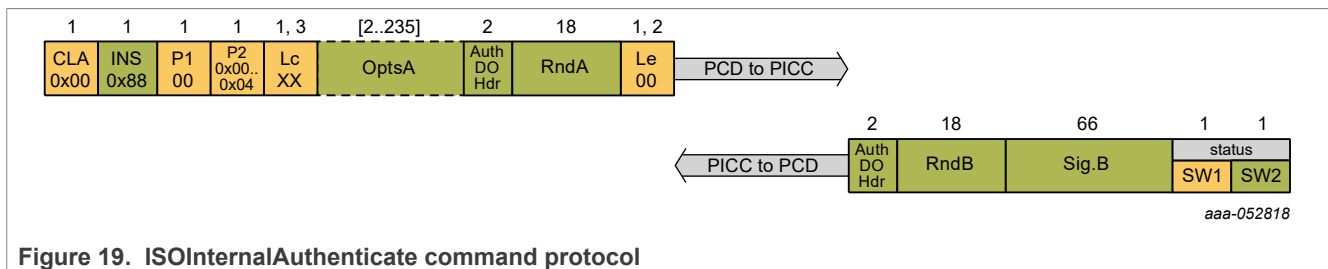 1 1 1 1 1, 3 [2..235] 2 18 1, 2
CLA 0x00 INS 0x88 P1 00 P2 0x00.. 0x04 Lc XX OptsA Auth DO Hdr RndA Le 00 PCD to PICC
2 18 66 1 1
PICC to PCD Auth DO Hdr RndB Sig.B status SW1 SW2
aaa-052818
Figure 19. ISOInternalAuthenticate command protocol